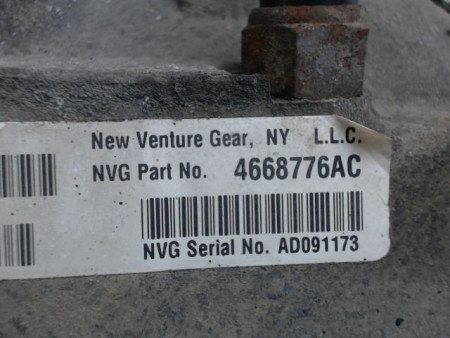 New Venture Gear, NY L.L.C.
NVG Part No. 4668776AC
NVG Serial No. AD091173